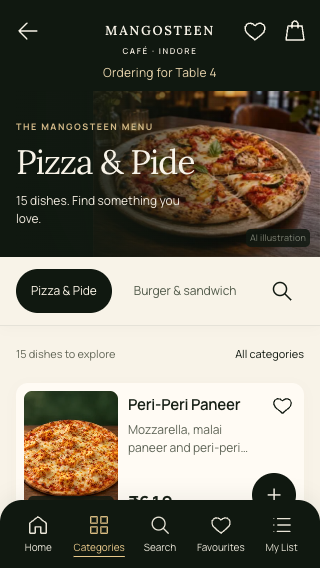 MANGOSTEEN
CAFÉ · INDORE
Ordering for Table 4
THE MANGOSTEEN MENU
Pizza & Pide
15 dishes. Find something you
love.
AI illustration
Pizza & Pide
Burger & sandwich
15 dishes to explore
All categories
Peri-Peri Paneer
Mozzarella, malai
paneer and peri-peri...
Home
Categories
Search
Favourites
My List